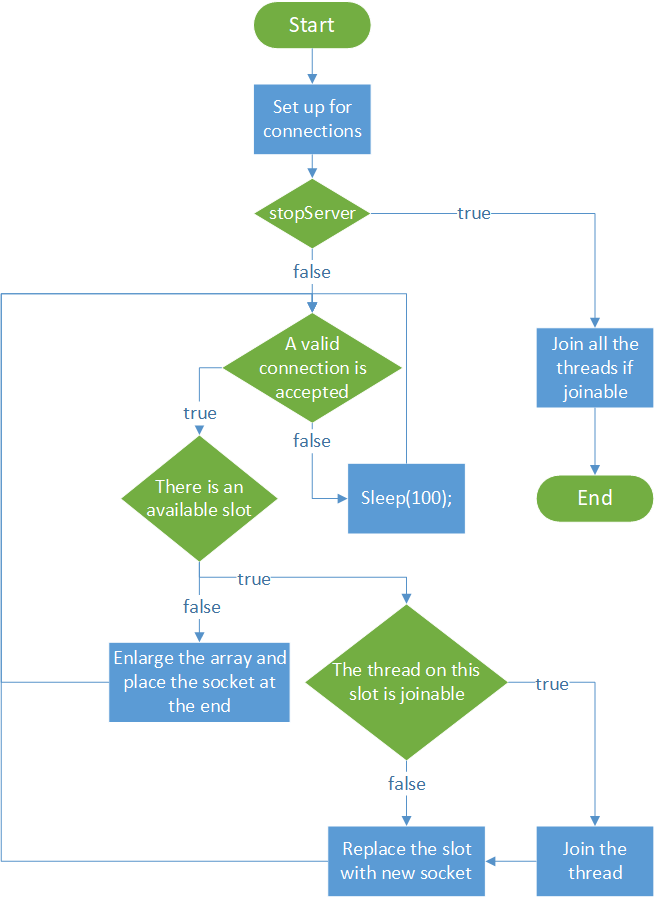 Start
Set up for
connections
stopServer
true
false
A valid
connection is
accepted
Join all the
threads if
joinable
true
false
There is an
available slot
Sleep(100);
End
true
false
Enlarge the array and
place the socket at
the end
The thread on this
slot is joinable
true
false
Replace the slot
with new socket
Join the
thread